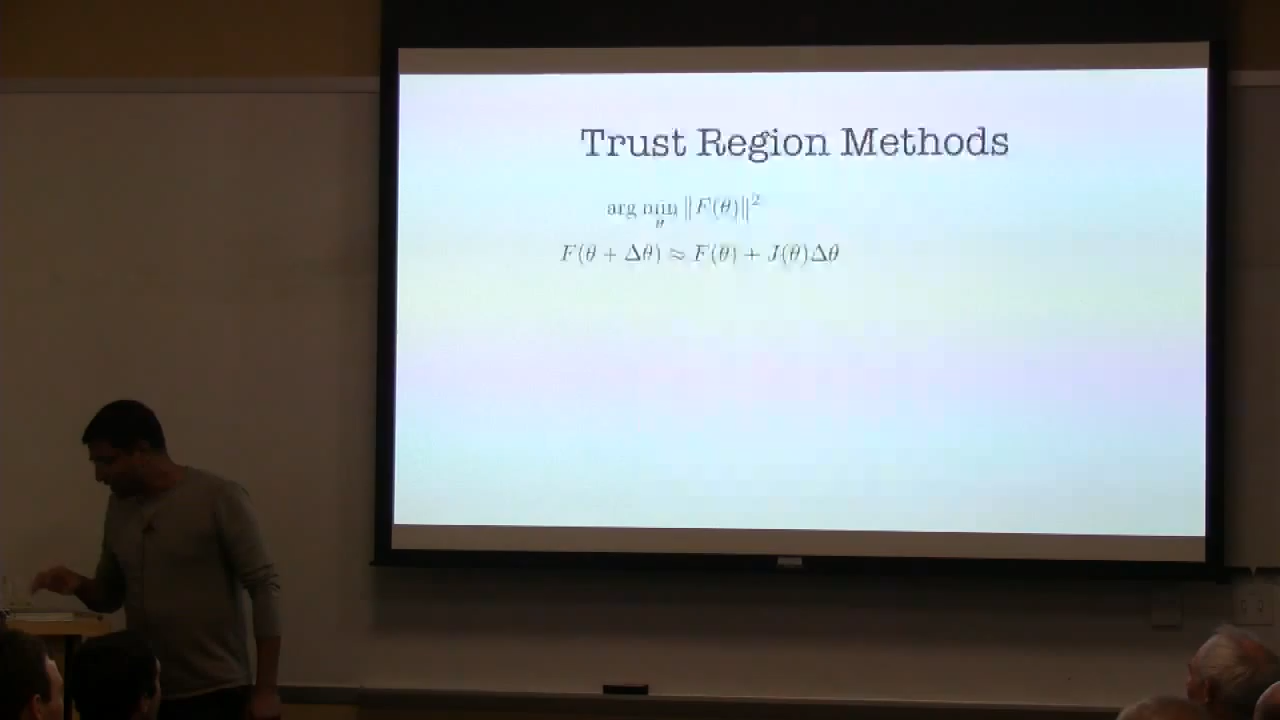 Trust Region Methods
arg min_θ ‖F(θ)‖²
F(θ + Δθ) ≈ F(θ) + J(θ)Δθ